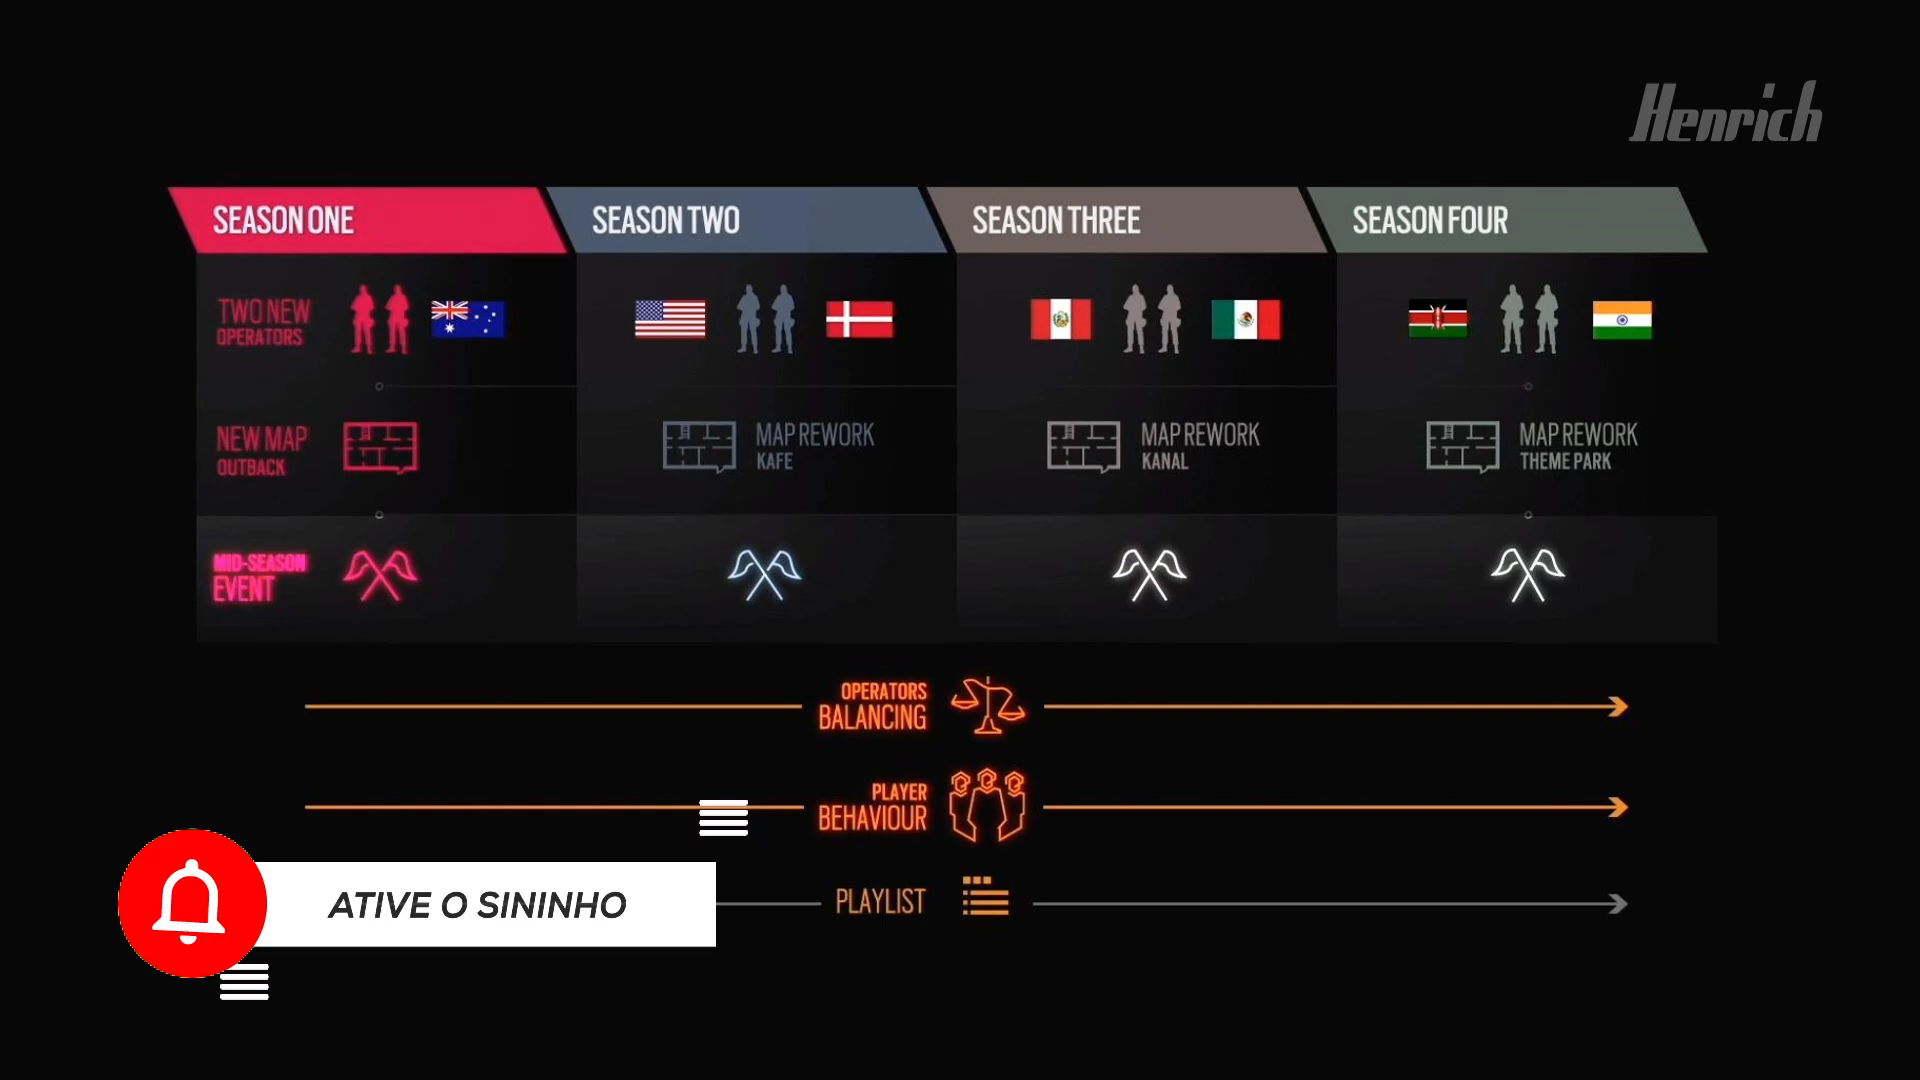 Henrich
SEASON ONE
SEASON TWO
SEASON THREE
SEASON FOUR
TWO NEW
OPERATORS
NEW MAP
OUTBACK
MAP REWORK
KAFE
MAP REWORK
KANAL
MAP REWORK
THEME PARK
MID-SEASON
EVENT
OPERATORS
BALANCING
PLAYER
BEHAVIOUR
PLAYLIST
ATIVE O SININHO